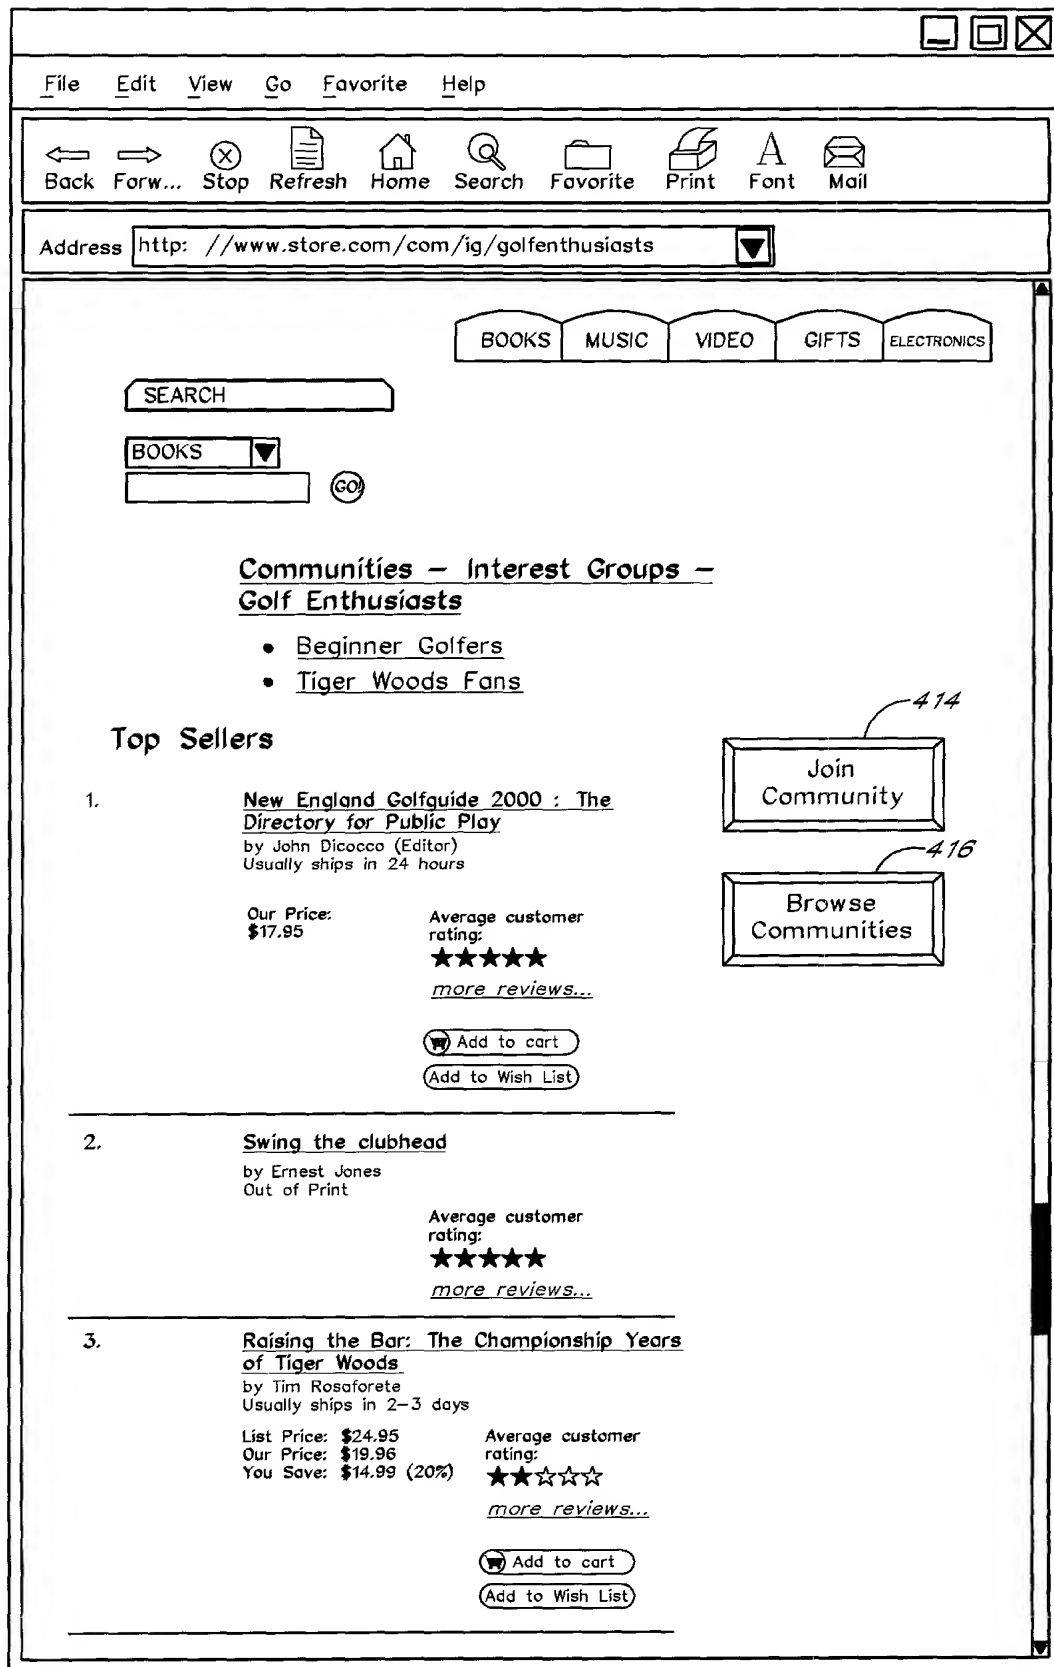 File Edit View Go Favorite Help
Back Forw... Stop Refresh Home Search Favorite Print Font Mail
Address http: //www.store.com/com/ig/golfenthusiasts
BOOKS MUSIC VIDEO GIFTS ELECTRONICS
SEARCH
BOOKS
GO!
Communities – Interest Groups –
Golf Enthusiasts
• Beginner Golfers
• Tiger Woods Fans
414
Top Sellers
Join
Community
1.
New England Golfguide 2000 : The
Directory for Public Play
by John Dicocco (Editor)
Usually ships in 24 hours
416
Browse
Communities
Our Price:
$17.95
Average customer
rating:
★★★★★
more reviews...
Add to cart
Add to Wish List
2.
Swing the clubhead
by Ernest Jones
Out of Print
Average customer
rating:
★★★★★
more reviews...
3.
Raising the Bar: The Championship Years
of Tiger Woods
by Tim Rosaforete
Usually ships in 2–3 days
List Price: $24.95
Our Price: $19.96
You Save: $14.99 (20%)
Average customer
rating:
★★☆☆☆
more reviews...
Add to cart
Add to Wish List